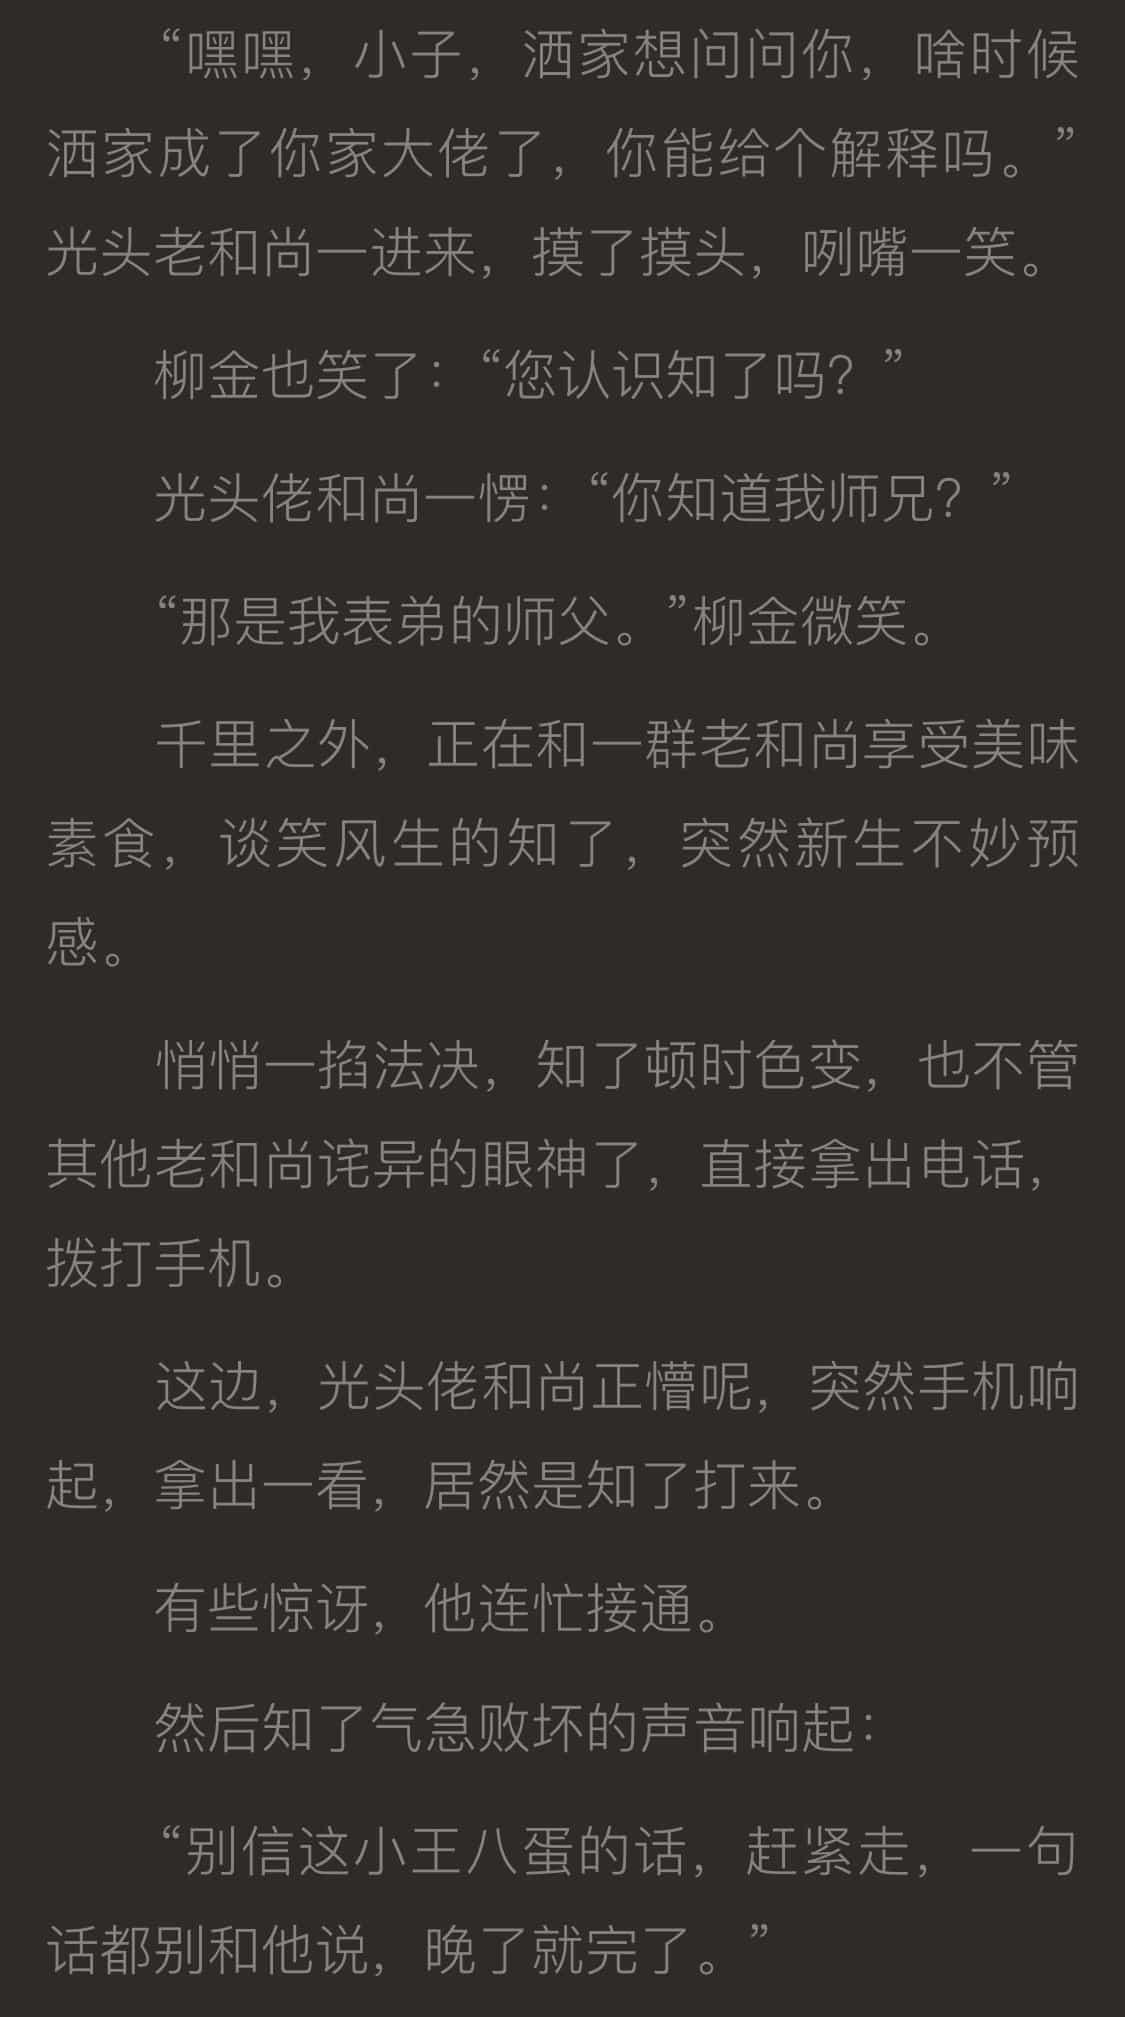 “嘿嘿，小子，洒家想问问你，啥时候
洒家成了你家大佬了，你能给个解释吗。”
光头老和尚一进来，摸了摸头，咧嘴一笑。
柳金也笑了：“您认识知了吗？”
光头佬和尚一愣：“你知道我师兄？”
“那是我表弟的师父。”柳金微笑。
千里之外，正在和一群老和尚享受美味
素食，谈笑风生的知了，突然新生不妙预
感。
悄悄一掐法决，知了顿时色变，也不管
其他老和尚诧异的眼神了，直接拿出电话，
拨打手机。
这边，光头佬和尚正懵呢，突然手机响
起，拿出一看，居然是知了打来。
有些惊讶，他连忙接通。
然后知了气急败坏的声音响起：
“别信这小王八蛋的话，赶紧走，一句
话都别和他说，晚了就完了。”